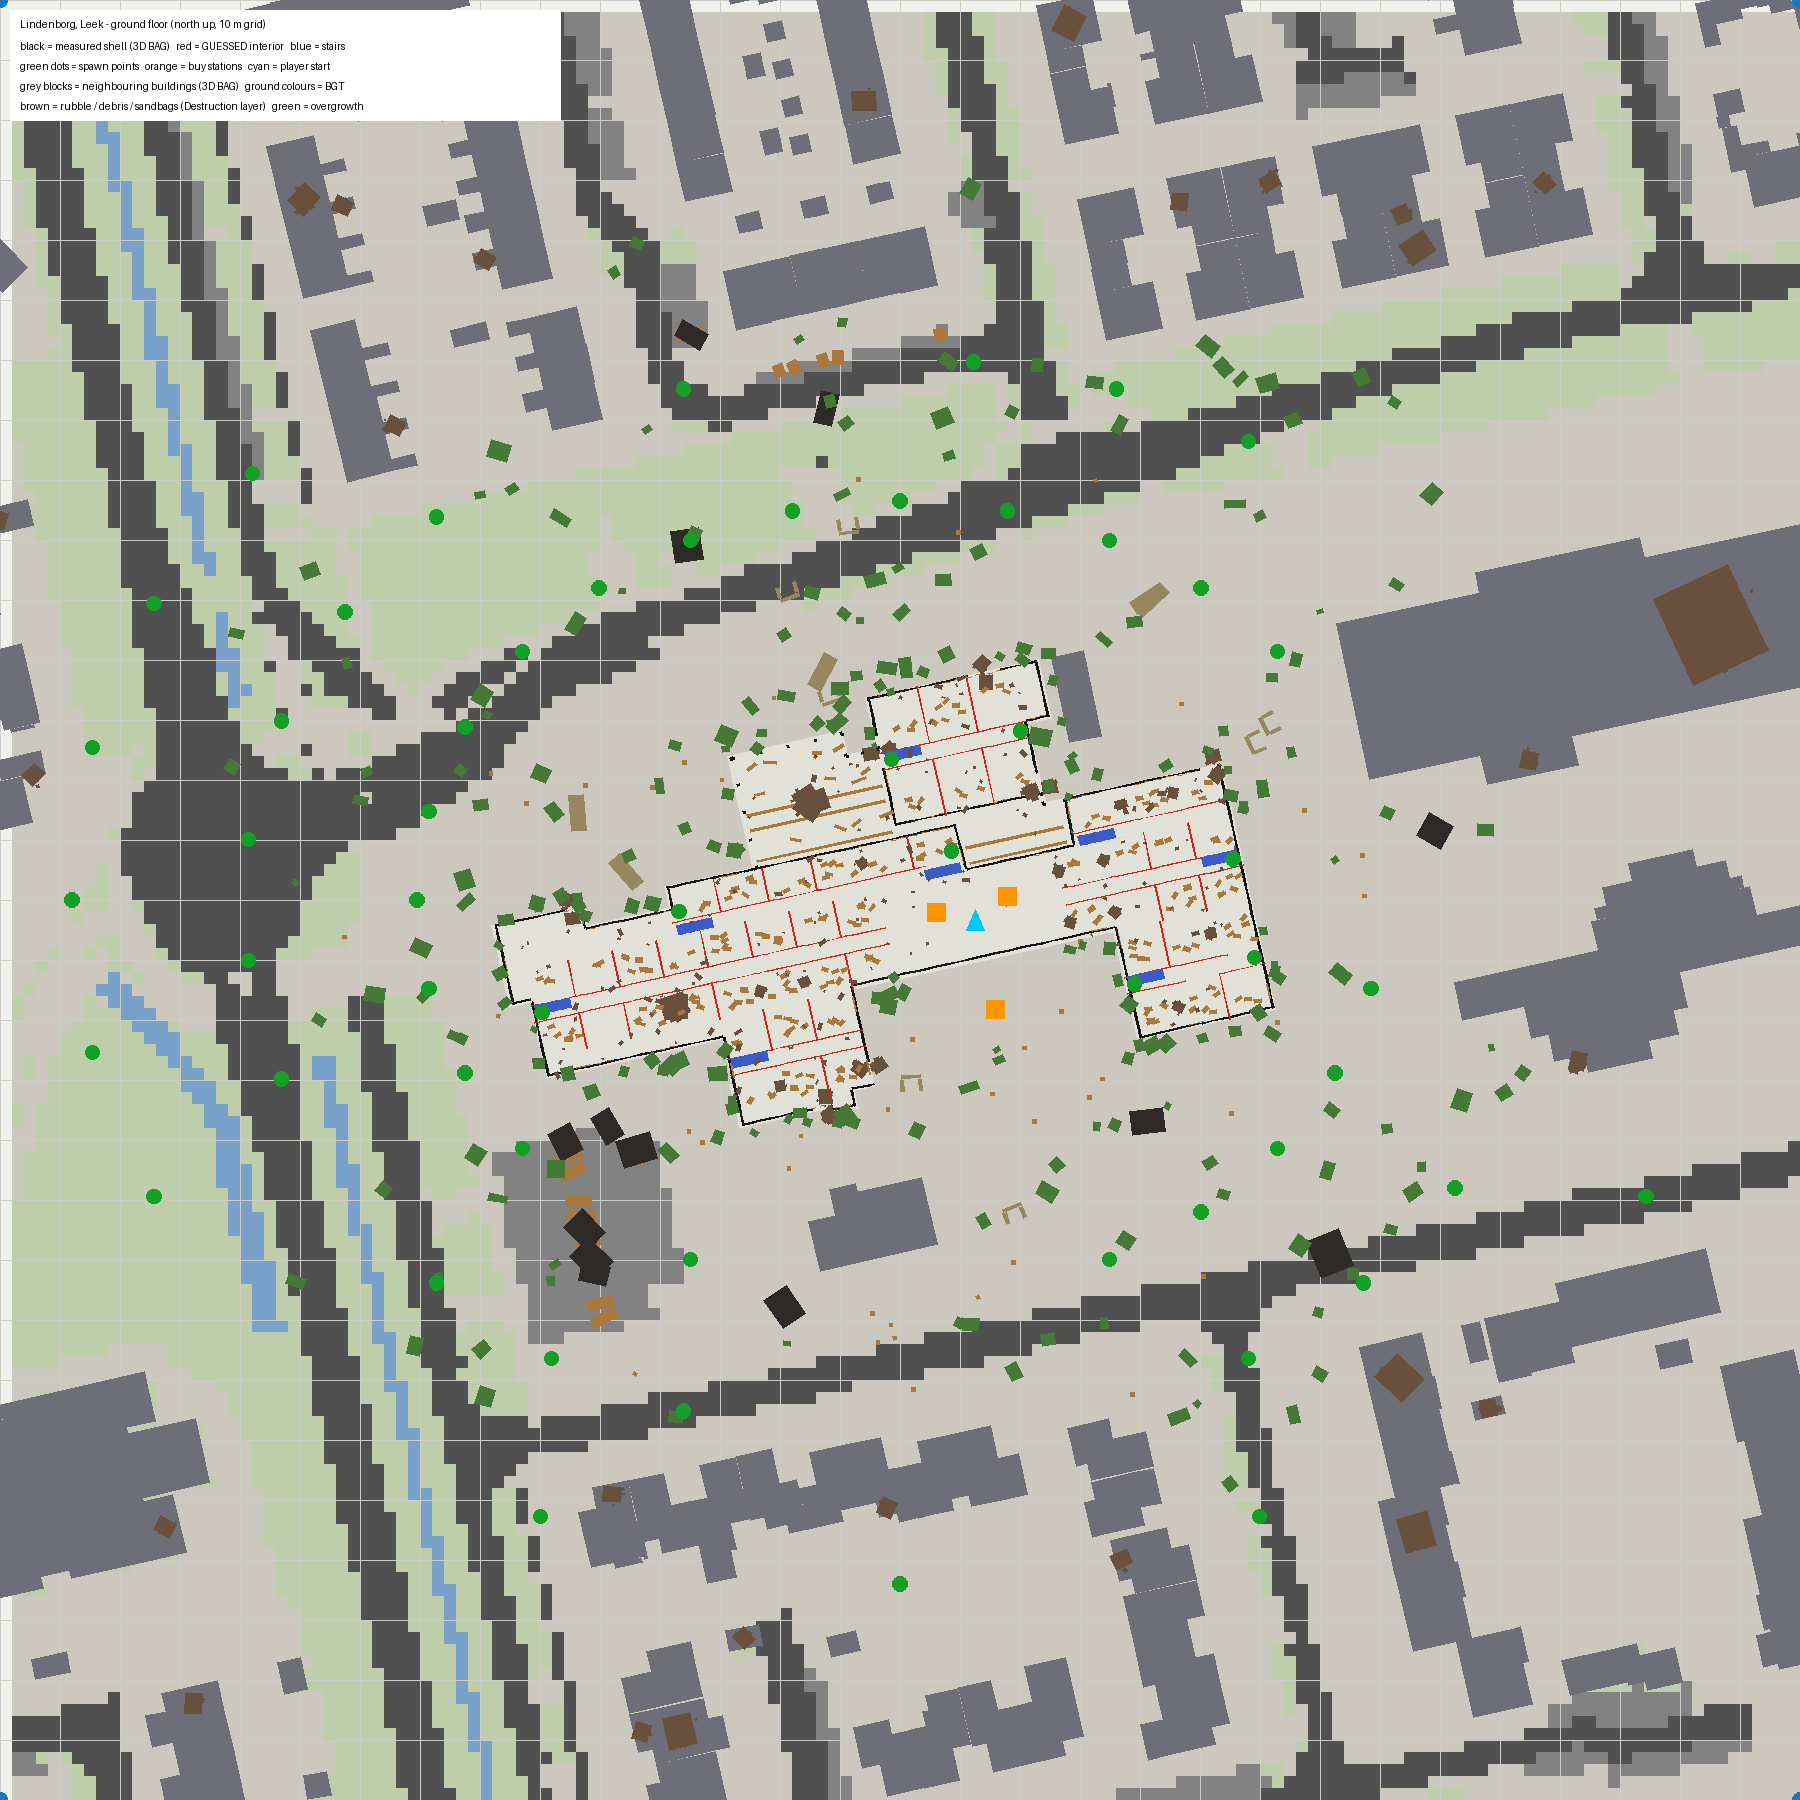 Lindenborg, Leek - ground floor (north up, 10 m grid)
black = measured shell (3D BAG)   red = GUESSED interior   blue = stairs
green dots = spawn points   orange = buy stations   cyan = player start
grey blocks = neighbouring buildings (3D BAG)   ground colours = BGT
brown = rubble / debris / sandbags (Destruction layer)   green = overgrowth